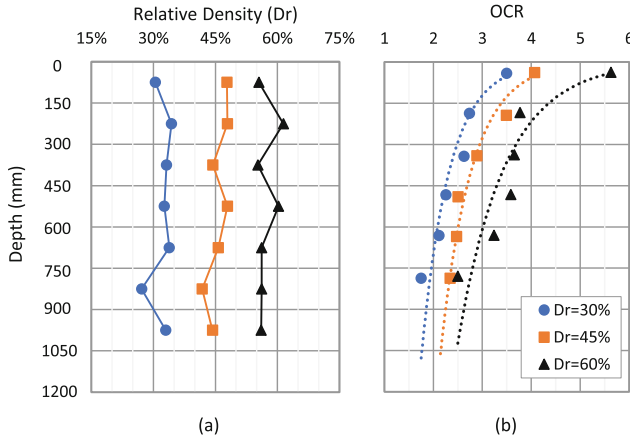 Relative Density (Dr)
15% 30% 45% 60% 75%
0
150
300
450
600
750
900
1050
1200
Depth (mm)
(a)
OCR
1 2 3 4 5 6
Dr=30%
Dr=45%
Dr=60%
(b)